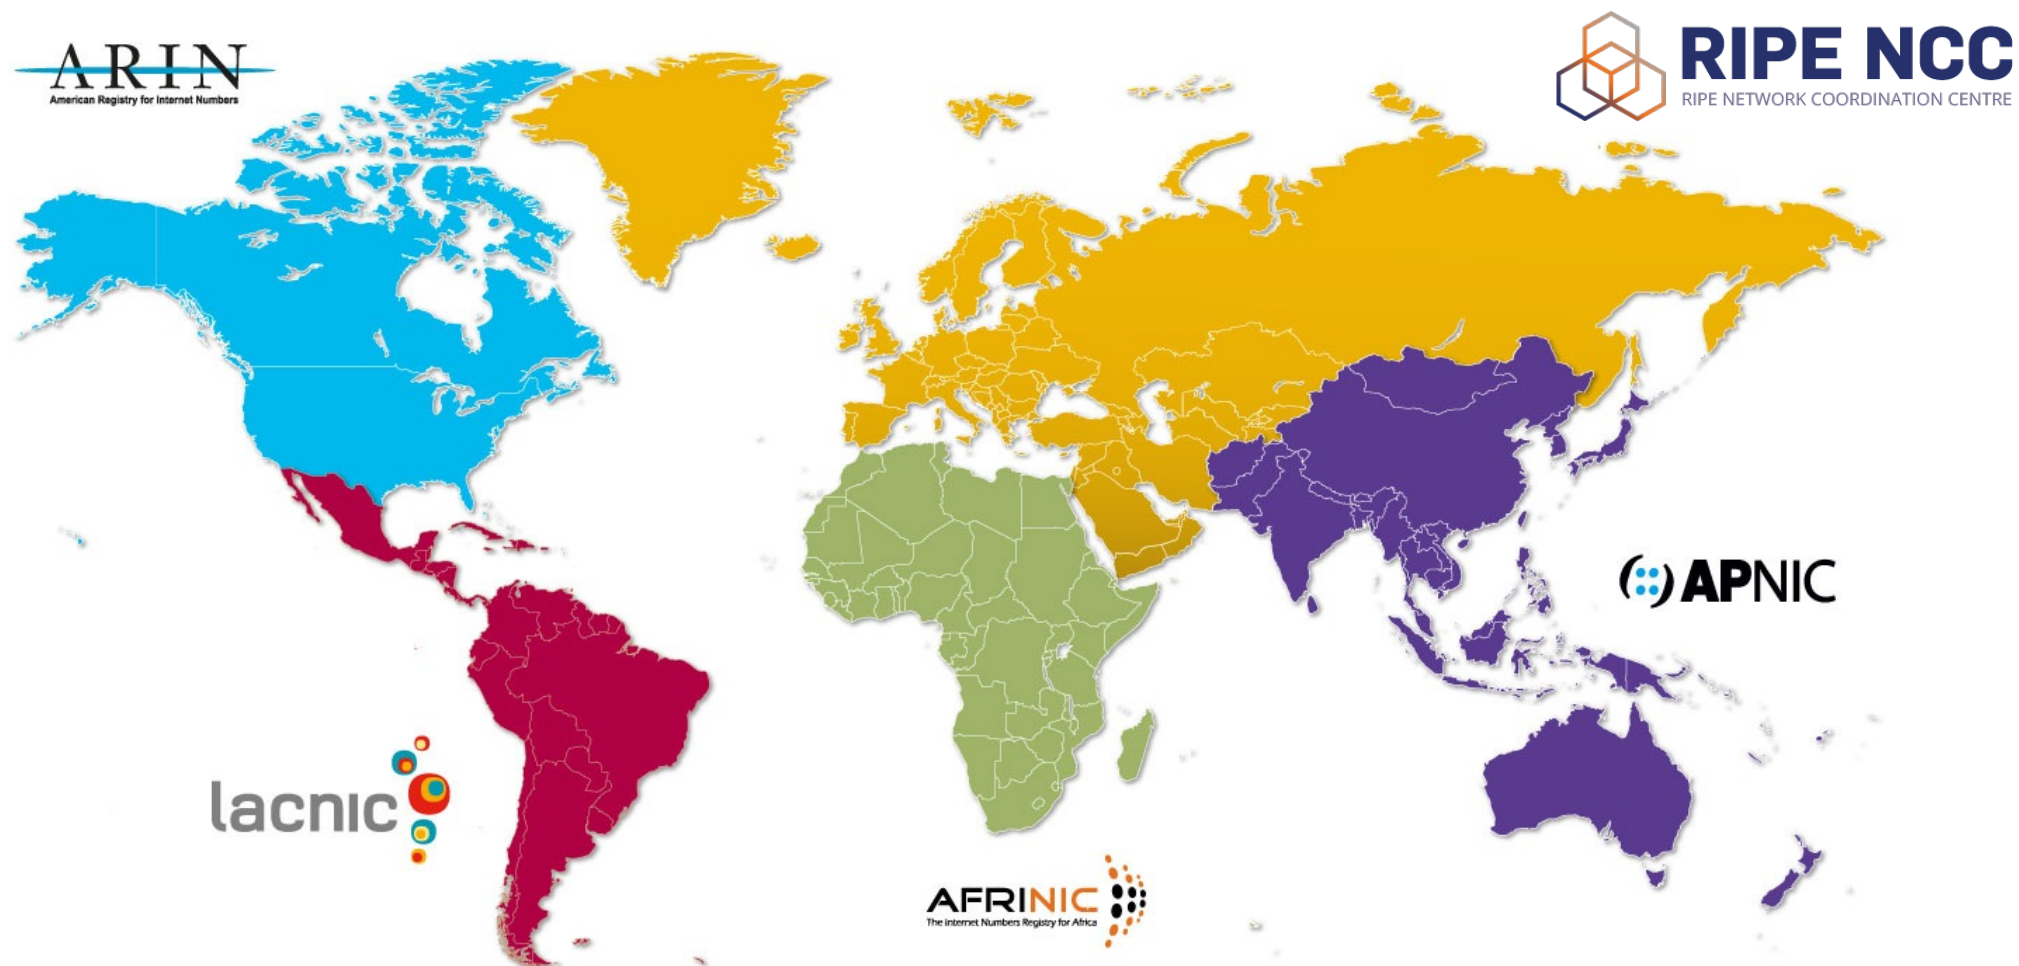 ARIN
American Registry for Internet Numbers
RIPE NCC
RIPE NETWORK COORDINATION CENTRE
APNIC
lacnic
AFRINIC
The Internet Numbers Registry for Africa